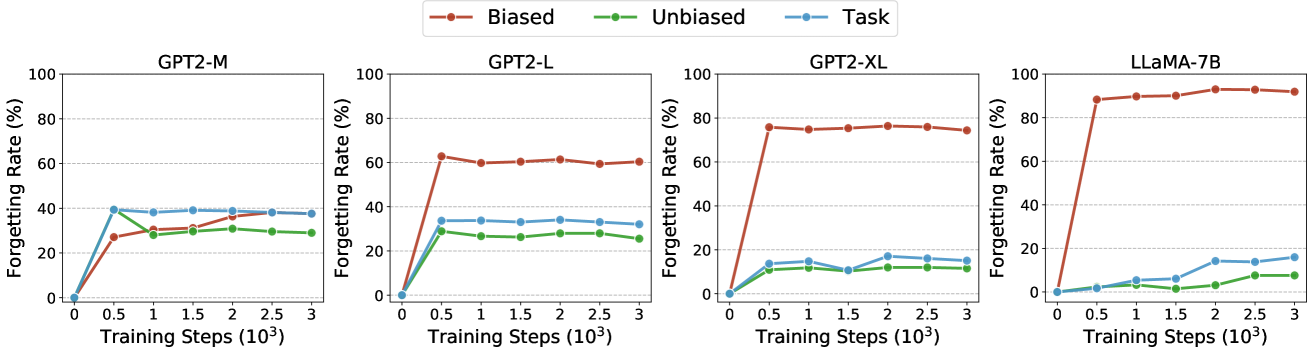 Biased Unbiased Task
GPT2-M
Forgetting Rate (%)
100
80
60
40
20
0
0 0.5 1 1.5 2 2.5 3
Training Steps (10³)
GPT2-L
Forgetting Rate (%)
100
80
60
40
20
0
0 0.5 1 1.5 2 2.5 3
Training Steps (10³)
GPT2-XL
Forgetting Rate (%)
100
80
60
40
20
0
0 0.5 1 1.5 2 2.5 3
Training Steps (10³)
LLaMA-7B
Forgetting Rate (%)
100
80
60
40
20
0
0 0.5 1 1.5 2 2.5 3
Training Steps (10³)